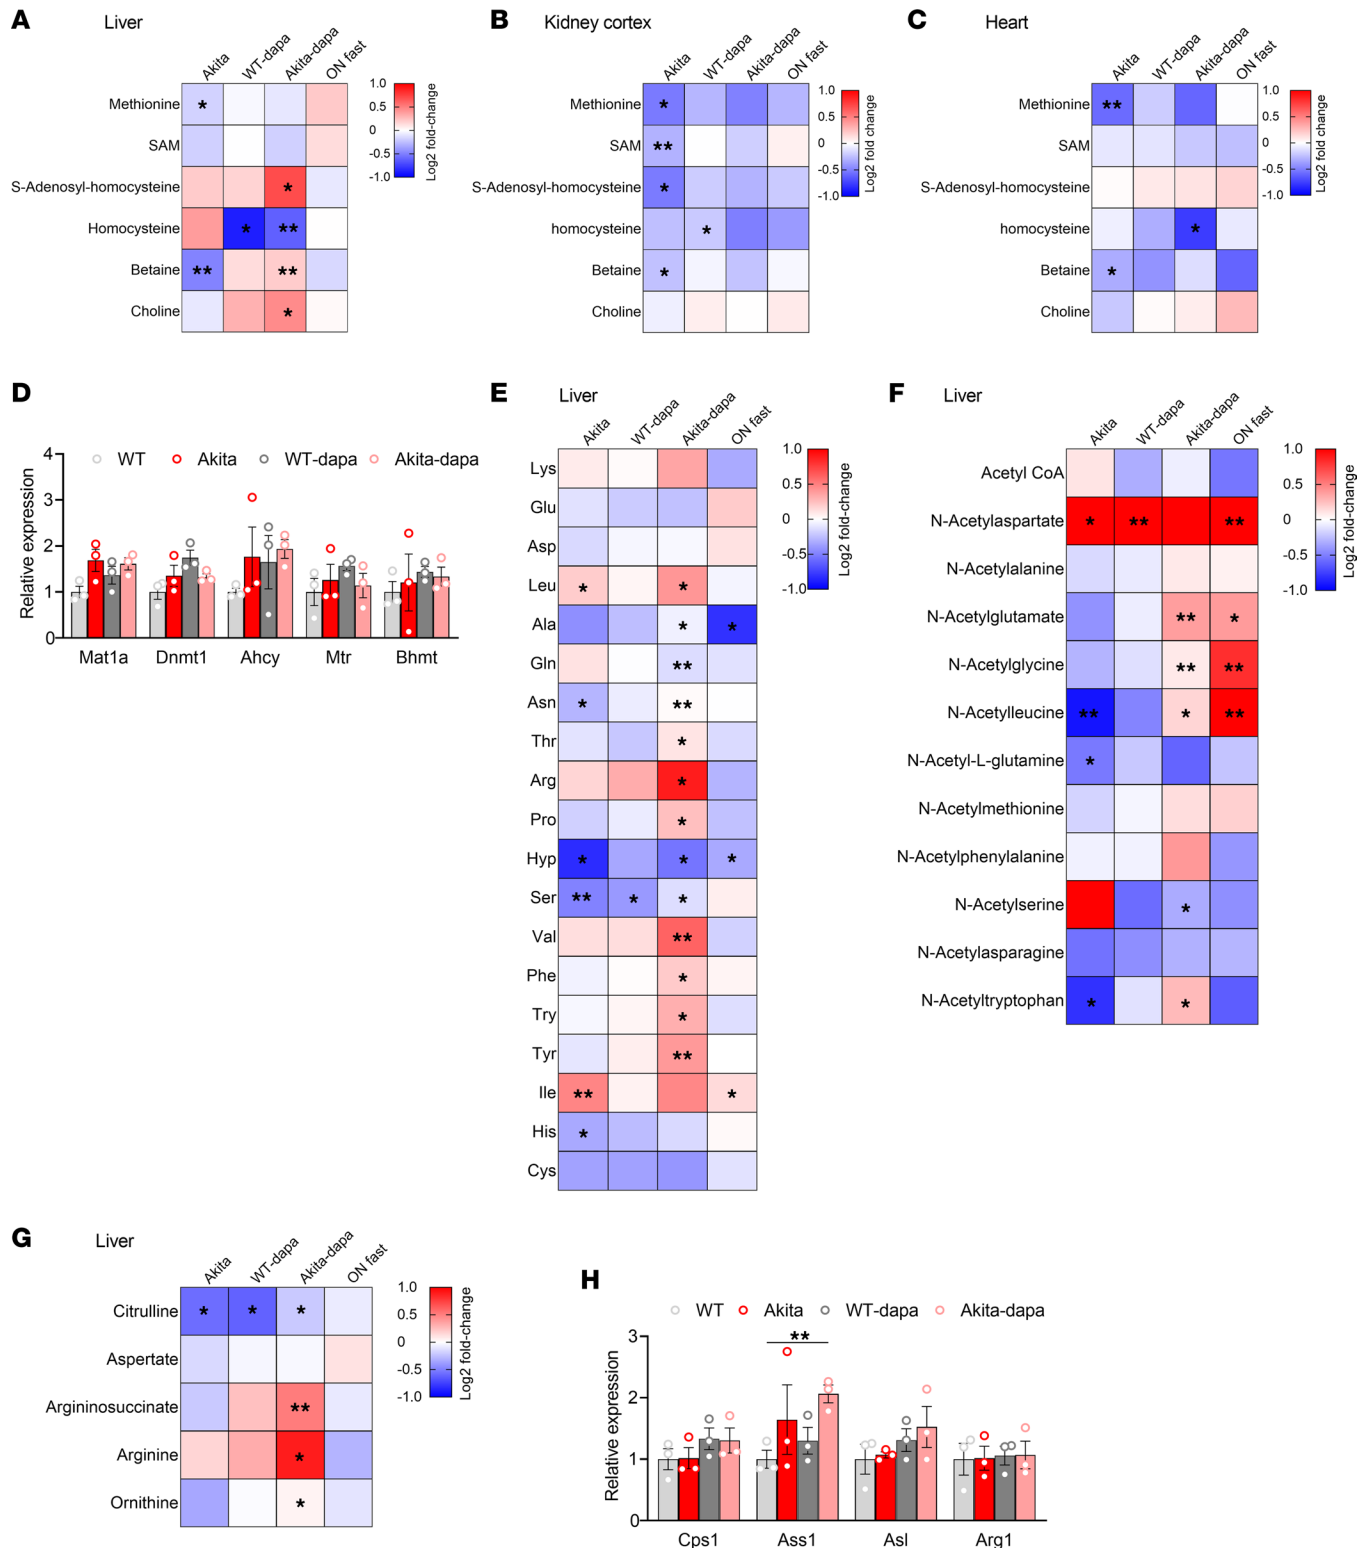 A Liver
Akita WT-dapa Akita-dapa ON fast
Methionine *
SAM
S-Adenosyl-homocysteine *
Homocysteine * **
Betaine ** **
Choline *
1.0
0.5
0
-0.5
-1.0
Log2 fold-change
B Kidney cortex
Akita WT-dapa Akita-dapa ON fast
Methionine *
SAM **
S-Adenosyl-homocysteine *
homocysteine *
Betaine *
Choline
1.0
0.5
0
-0.5
-1.0
Log2 fold change
C Heart
Akita WT-dapa Akita-dapa ON fast
Methionine **
SAM
S-Adenosyl-homocysteine
homocysteine *
Betaine *
Choline
1.0
0.5
0
-0.5
-1.0
Log2 fold change
D
WT Akita WT-dapa Akita-dapa
Relative expression
4
3
2
1
0
Mat1a Dnmt1 Ahcy Mtr Bhmt
E Liver
Akita WT-dapa Akita-dapa ON fast
Lys
Glu
Asp
Leu * *
Ala * *
Gln **
Asn * **
Thr *
Arg *
Pro *
Hyp * * *
Ser ** * *
Val **
Phe *
Try *
Tyr **
Ile ** *
His *
Cys
1.0
0.5
0
-0.5
-1.0
Log2 fold-change
F Liver
Akita WT-dapa Akita-dapa ON fast
Acetyl CoA
N-Acetylaspartate * ** **
N-Acetylalanine
N-Acetylglutamate ** *
N-Acetylglycine ** **
N-Acetylleucine ** * **
N-Acetyl-L-glutamine *
N-Acetylmethionine
N-Acetylphenylalanine
N-Acetylserine *
N-Acetylasparagine
N-Acetyltryptophan * *
1.0
0.5
0
-0.5
-1.0
Log2 fold-change
G Liver
Akita WT-dapa Akita-dapa ON fast
Citrulline * * *
Aspertate
Argininosuccinate **
Arginine *
Ornithine *
1.0
0.5
0
-0.5
-1.0
Log2 fold-change
H
WT Akita WT-dapa Akita-dapa
**
Relative expression
3
2
1
0
Cps1 Ass1 Asl Arg1